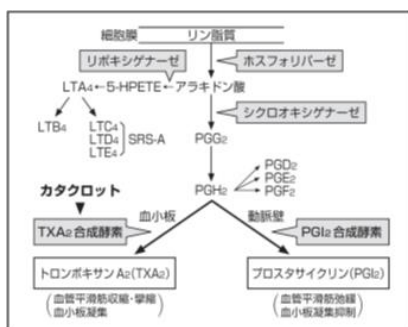 細胞膜 リン脂質
リポキシゲナーゼ ホスフォリパーゼ
LTA4←5-HPETE←アラキドン酸
シクロオキシゲナーゼ
LTB4 LTC4 LTD4 LTE4 SRS-A
PGG2
PGH2
PGD2
PGE2
PGF2
カタクロット
血小板 動脈壁
TXA2合成酵素 PGI2合成酵素
トロンボキサンA2(TXA2) プロスタサイクリン(PGI2)
(血管平滑筋収縮・攣縮 血小板凝集)
(血管平滑筋弛緩 血小板凝集抑制)